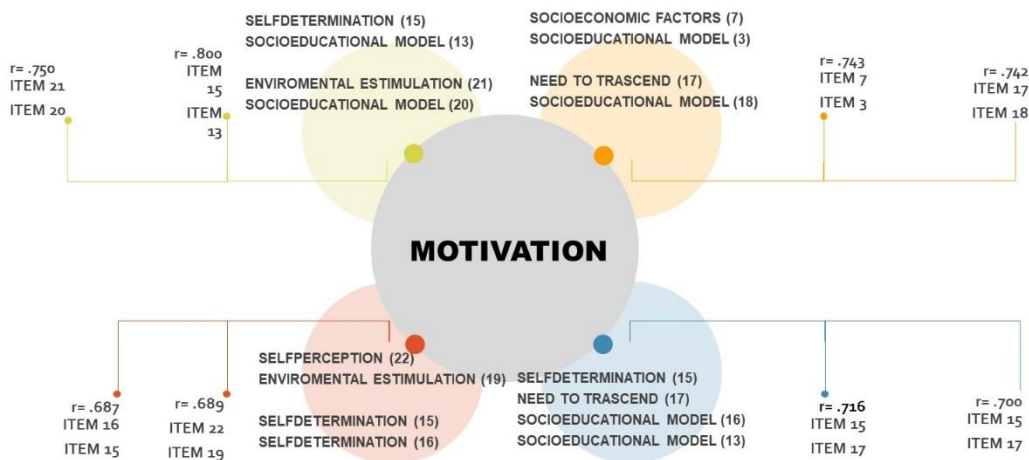 SELFDETERMINATION (15)
SOCIOEDUCATIONAL MODEL (13)
ENVIROMENTAL ESTIMULATION (21)
SOCIOEDUCATIONAL MODEL (20)
SOCIOECONOMIC FACTORS (7)
SOCIOEDUCATIONAL MODEL (3)
NEED TO TRASCEND (17)
SOCIOEDUCATIONAL MODEL (18)
r= .750
ITEM 21
ITEM 20
r= .800
ITEM
15
ITEM
13
r= .743
ITEM 7
ITEM 3
r= .742
ITEM 17
ITEM 18
MOTIVATION
SELFPERCEPTION (22)
ENVIROMENTAL ESTIMULATION (19)
SELFDETERMINATION (15)
SELFDETERMINATION (16)
SELFDETERMINATION (15)
NEED TO TRASCEND (17)
SOCIOEDUCATIONAL MODEL (16)
SOCIOEDUCATIONAL MODEL (13)
r= .687
ITEM 16
ITEM 15
r= .689
ITEM 22
ITEM 19
r= .716
ITEM 15
ITEM 17
r= .700
ITEM 15
ITEM 17